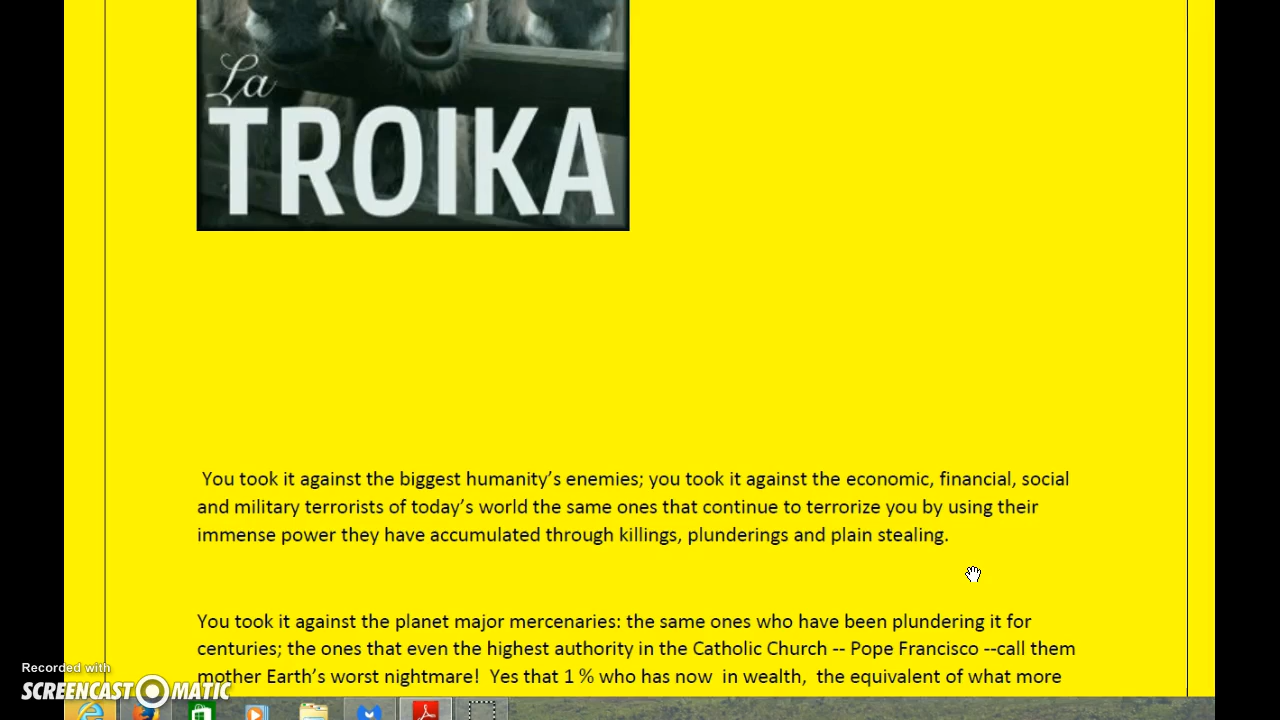 La
TROIKA
You took it against the biggest humanity’s enemies; you took it against the economic, financial, social
and military terrorists of today’s world the same ones that continue to terrorize you by using their
immense power they have accumulated through killings, plunderings and plain stealing.
You took it against the planet major mercenaries: the same ones who have been plundering it for
centuries; the ones that even the highest authority in the Catholic Church -- Pope Francisco --call them
mother Earth’s worst nightmare!  Yes that 1 % who has now  in wealth,  the equivalent of what more
Recorded with
SCREENCAST O MATIC